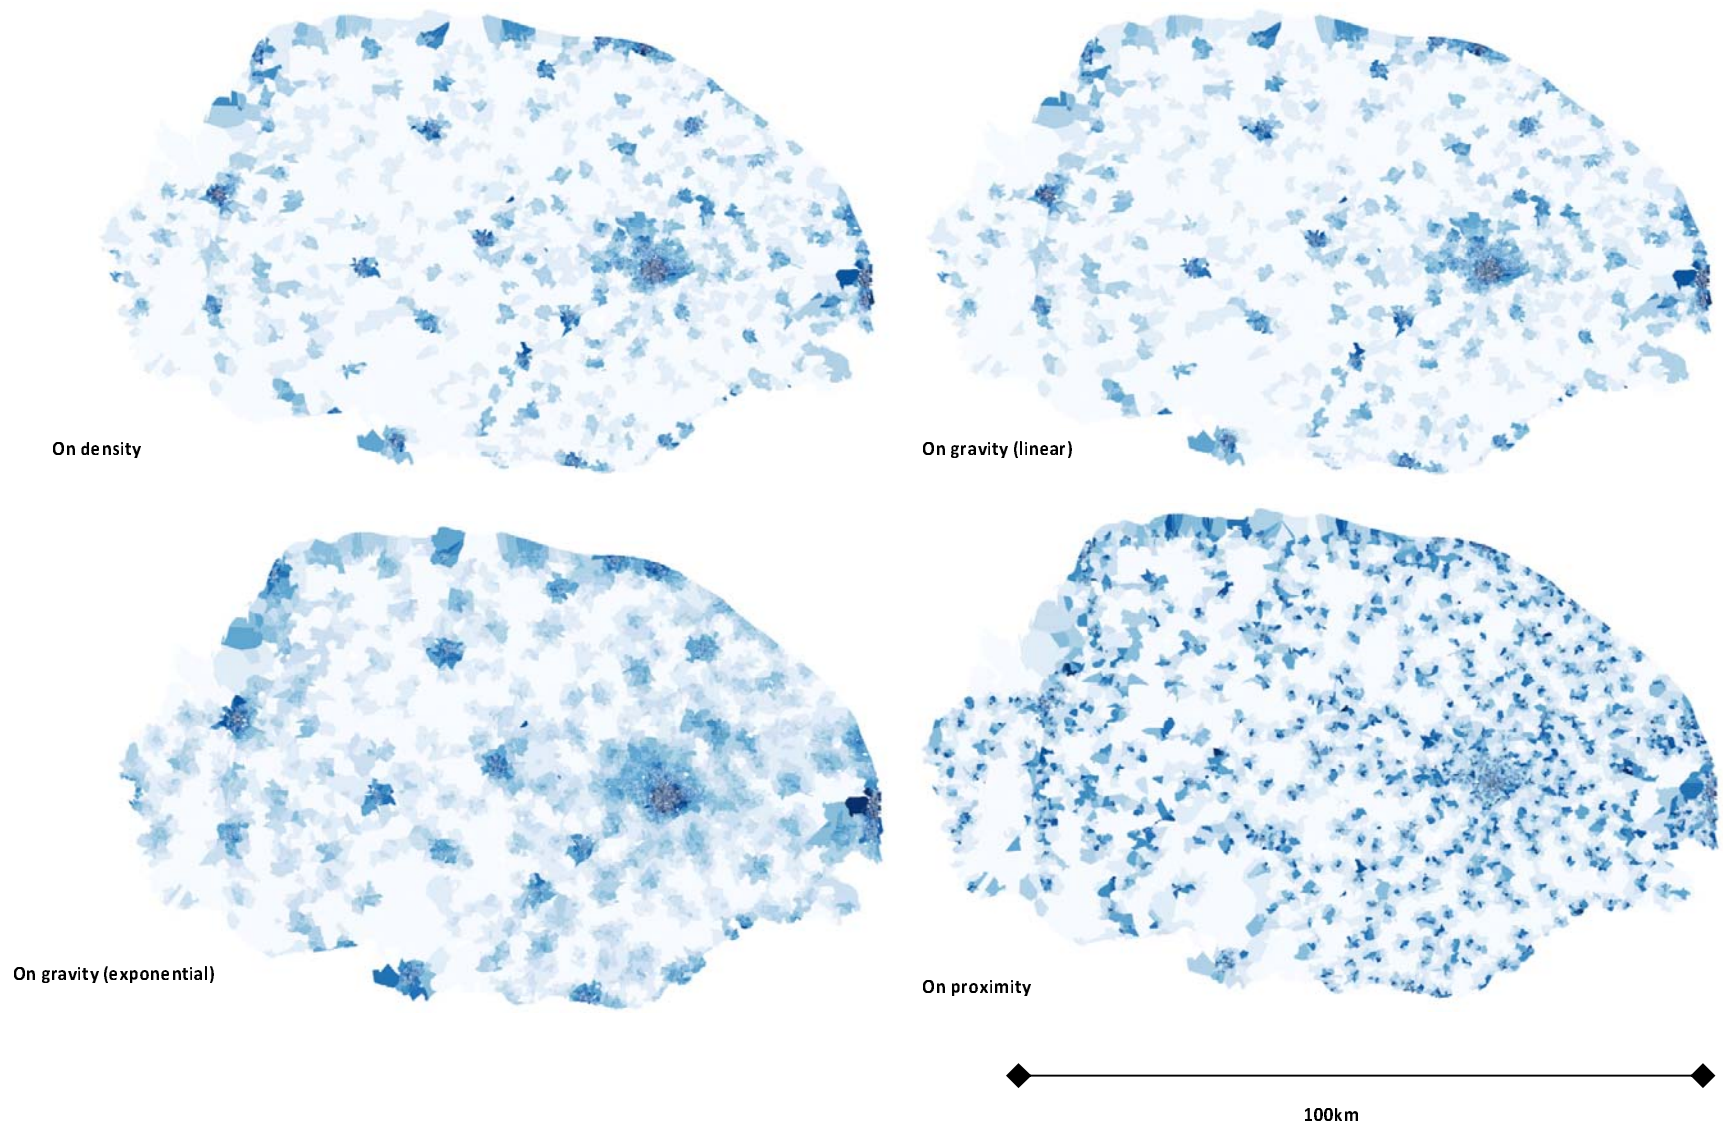 On density
On gravity (linear)
On gravity (exponential)
On proximity
100km